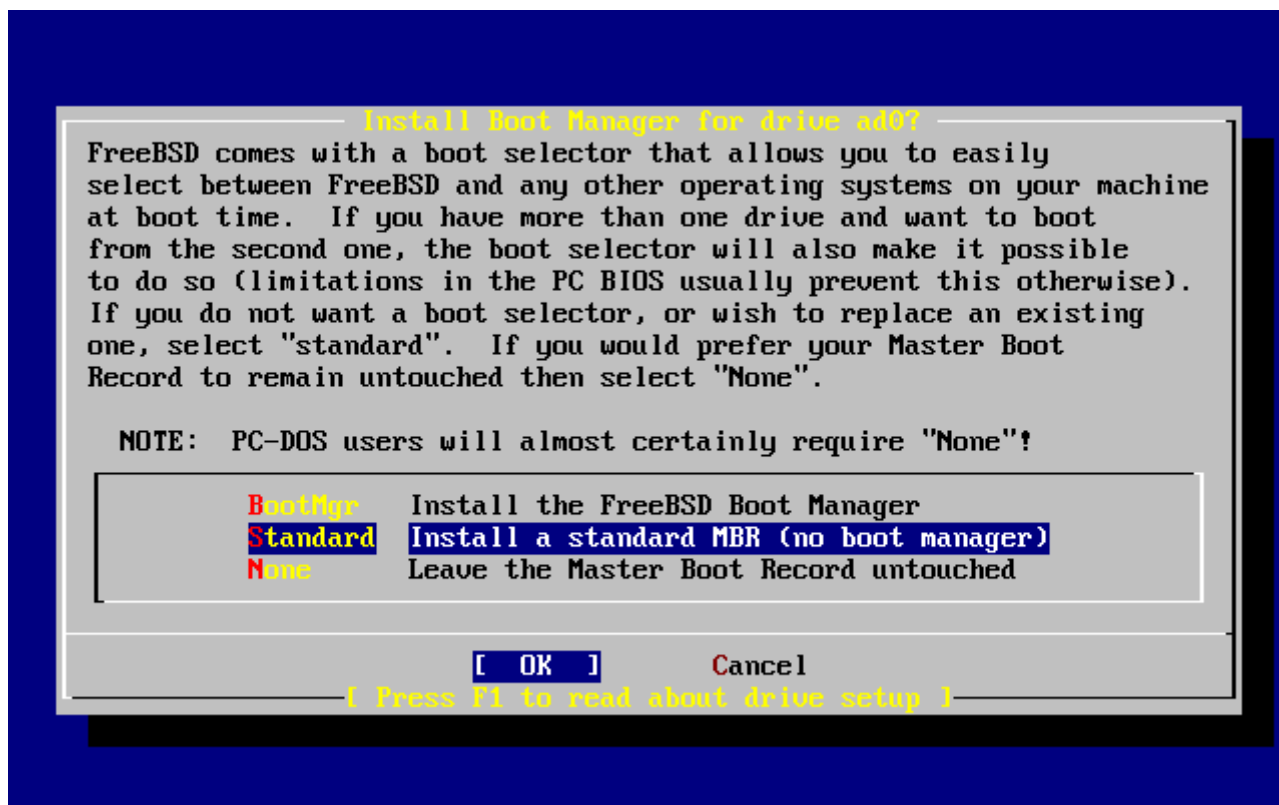 Install Boot Manager for drive ad0?
FreeBSD comes with a boot selector that allows you to easily
select between FreeBSD and any other operating systems on your machine
at boot time.  If you have more than one drive and want to boot
from the second one, the boot selector will also make it possible
to do so (limitations in the PC BIOS usually prevent this otherwise).
If you do not want a boot selector, or wish to replace an existing
one, select "standard".  If you would prefer your Master Boot
Record to remain untouched then select "None".
NOTE:  PC-DOS users will almost certainly require "None"!
BootMgr   Install the FreeBSD Boot Manager
Standard  Install a standard MBR (no boot manager)
None      Leave the Master Boot Record untouched
[  OK  ]       Cancel
[ Press F1 to read about drive setup ]